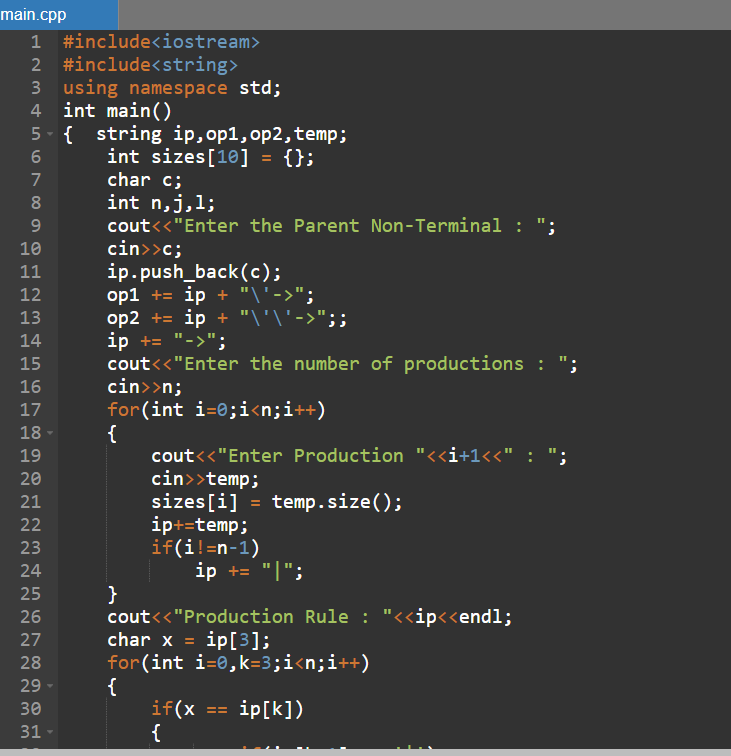 main.cpp
1 #include<iostream>
2 #include<string>
3 using namespace std;
4 int main()
5 {  string ip,op1,op2,temp;
6     int sizes[10] = {};
7     char c;
8     int n,j,l;
9     cout<<"Enter the Parent Non-Terminal : ";
10     cin>>c;
11     ip.push_back(c);
12     op1 += ip + "\'->";
13     op2 += ip + "\'\'->";;
14     ip += "->";
15     cout<<"Enter the number of productions : ";
16     cin>>n;
17     for(int i=0;i<n;i++)
18     {
19         cout<<"Enter Production "<<i+1<<" : ";
20         cin>>temp;
21         sizes[i] = temp.size();
22         ip+=temp;
23         if(i!=n-1)
24             ip += "|";
25     }
26     cout<<"Production Rule : "<<ip<<endl;
27     char x = ip[3];
28     for(int i=0,k=3;i<n;i++)
29     {
30         if(x == ip[k])
31         {